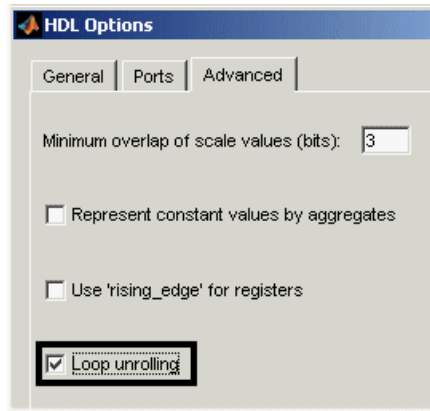 HDL Options
General Ports Advanced
Minimum overlap of scale values (bits): 3
Represent constant values by aggregates
Use 'rising_edge' for registers
Loop unrolling